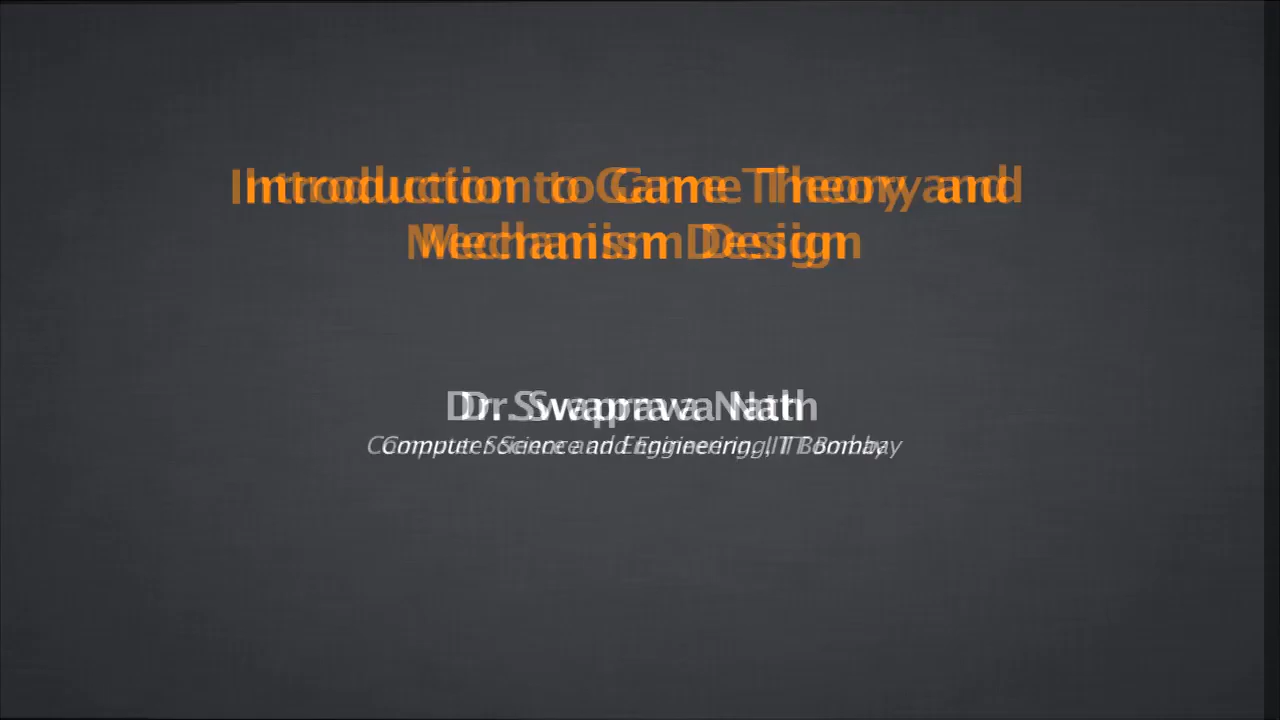 Introduction to Game Theory and
Mechanism Design
Dr. Swaprava Nath
Computer Science and Engineering, IIT Bombay